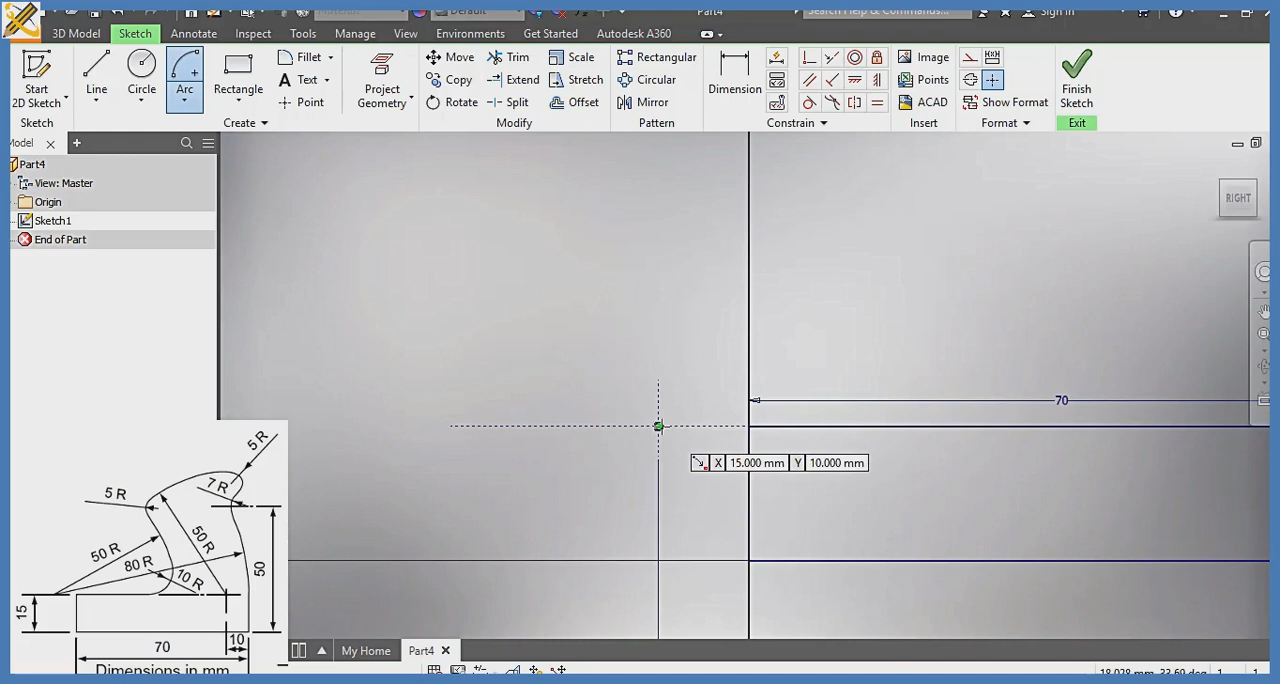 Part4
Search Help & Commands...
Sign In
3D Model Sketch Annotate Inspect Tools Manage View Environments Get Started Autodesk A360
Start
2D Sketch
Line
Circle
Arc
Rectangle
Fillet
Text
Point
Project
Geometry
Move
Copy
Rotate
Trim
Extend
Split
Scale
Stretch
Offset
Rectangular
Circular
Mirror
Dimension
Image
Points
ACAD
Show Format
Finish
Sketch
Sketch Create Modify Pattern Constrain Insert Format Exit
Model
Part4
View: Master
Origin
Sketch1
End of Part
RIGHT
70
X 15.000 mm Y 10.000 mm
5 R
7 R
5 R
50 R
50 R
80 R
10 R
50
15
70
10
Dimensions in mm
My Home Part4